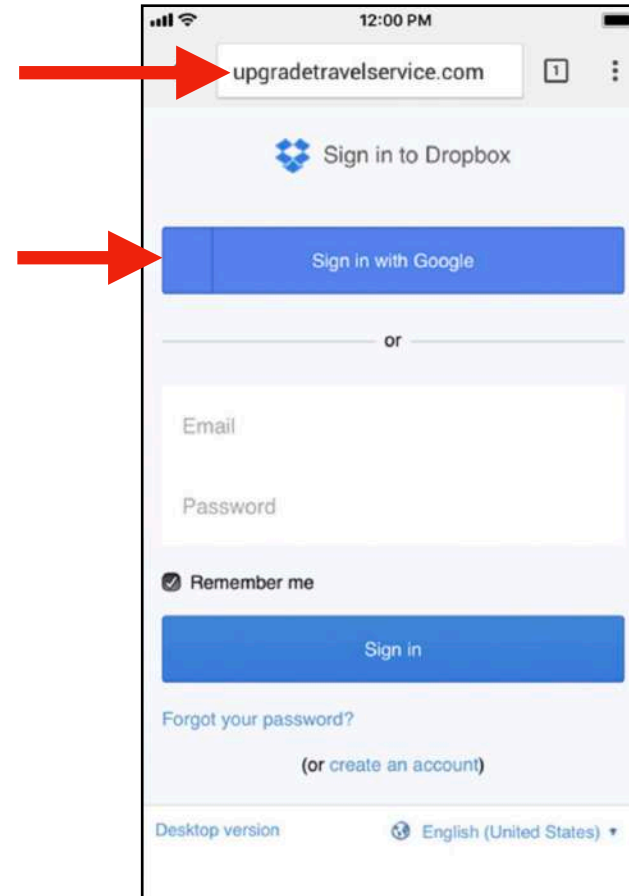 12:00 PM
upgradetravelservice.com
1
Sign in to Dropbox
Sign in with Google
or
Email
Password
Remember me
Sign in
Forgot your password?
(or create an account)
Desktop version English (United States)